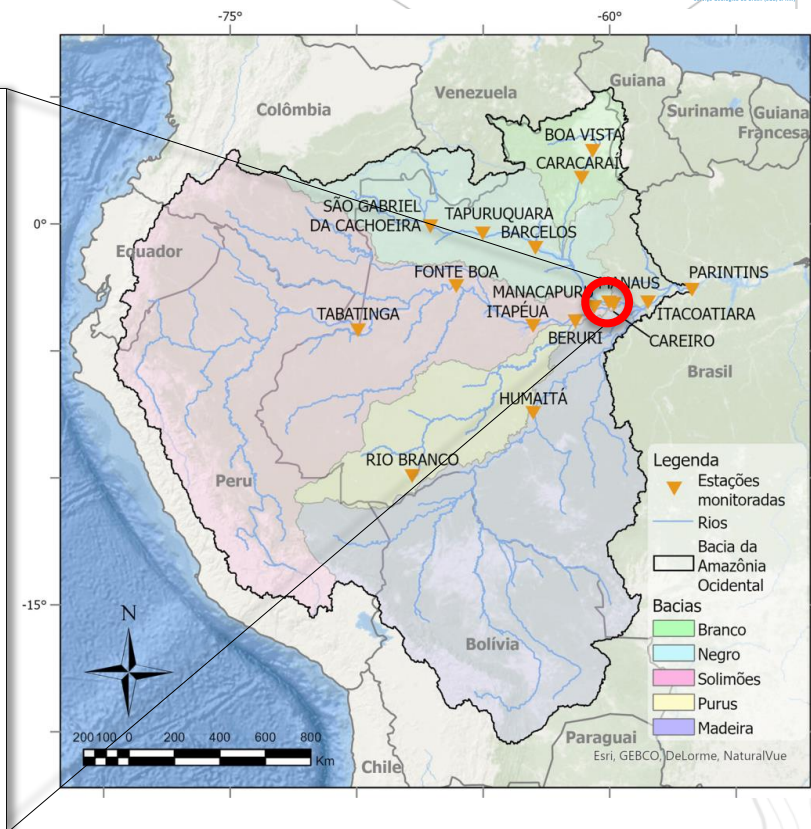 -75°
-60°
Guiana
Venezuela
Colômbia
Suriname
Guiana
Francesa
BOA VISTA
CARACARAÍ
SÃO GABRIEL
DA CACHOEIRA
TAPURUQUARA
BARCELOS
0°
Equador
FONTE BOA
MANAUS
PARINTINS
MANACAPURU
TABATINGA
ITAPÉUA
ITACOATIARA
BERURI
CAREIRO
Brasil
HUMAITÁ
RIO BRANCO
Peru
Legenda
Estações
monitoradas
Rios
Bacia da
Amazônia
Ocidental
-15°
N
Bacias
Branco
Negro
Solimões
Purus
Madeira
Bolívia
Paraguai
200 100 0 200 400 600 800
Km
Chile
Esri, GEBCO, DeLorme, NaturalVue